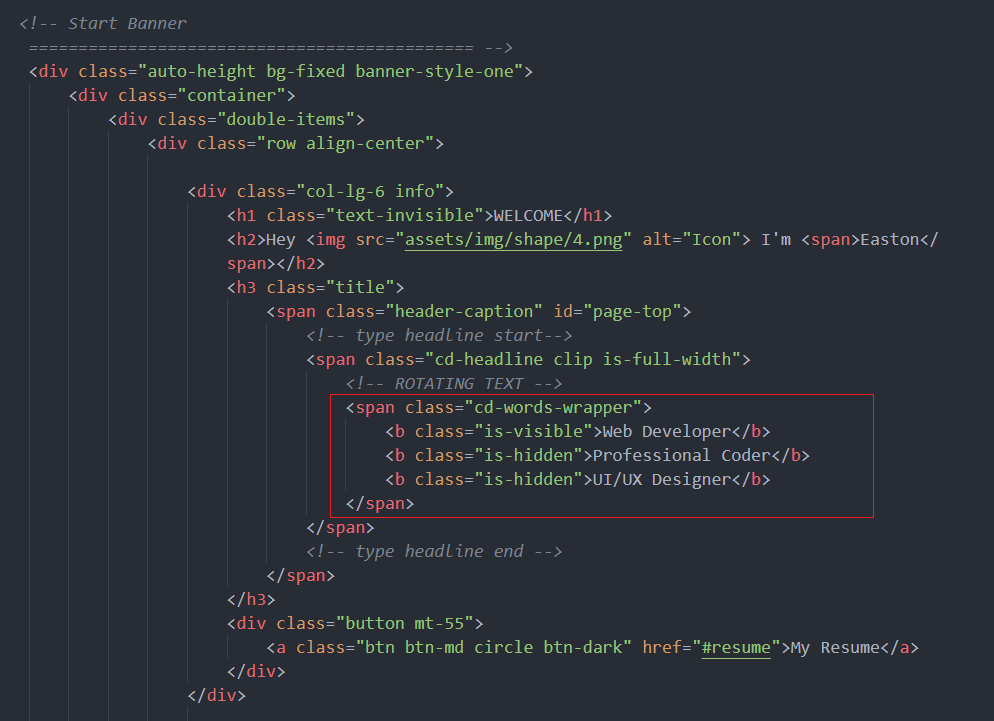 <!-- Start Banner
============================================= -->
<div class="auto-height bg-fixed banner-style-one">
<div class="container">
<div class="double-items">
<div class="row align-center">
<div class="col-lg-6 info">
<h1 class="text-invisible">WELCOME</h1>
<h2>Hey <img src="assets/img/shape/4.png" alt="Icon"> I'm <span>Easton</
span></h2>
<h3 class="title">
<span class="header-caption" id="page-top">
<!-- type headline start-->
<span class="cd-headline clip is-full-width">
<!-- ROTATING TEXT -->
<span class="cd-words-wrapper">
<b class="is-visible">Web Developer</b>
<b class="is-hidden">Professional Coder</b>
<b class="is-hidden">UI/UX Designer</b>
</span>
</span>
<!-- type headline end -->
</span>
</h3>
<div class="button mt-55">
<a class="btn btn-md circle btn-dark" href="#resume">My Resume</a>
</div>
</div>